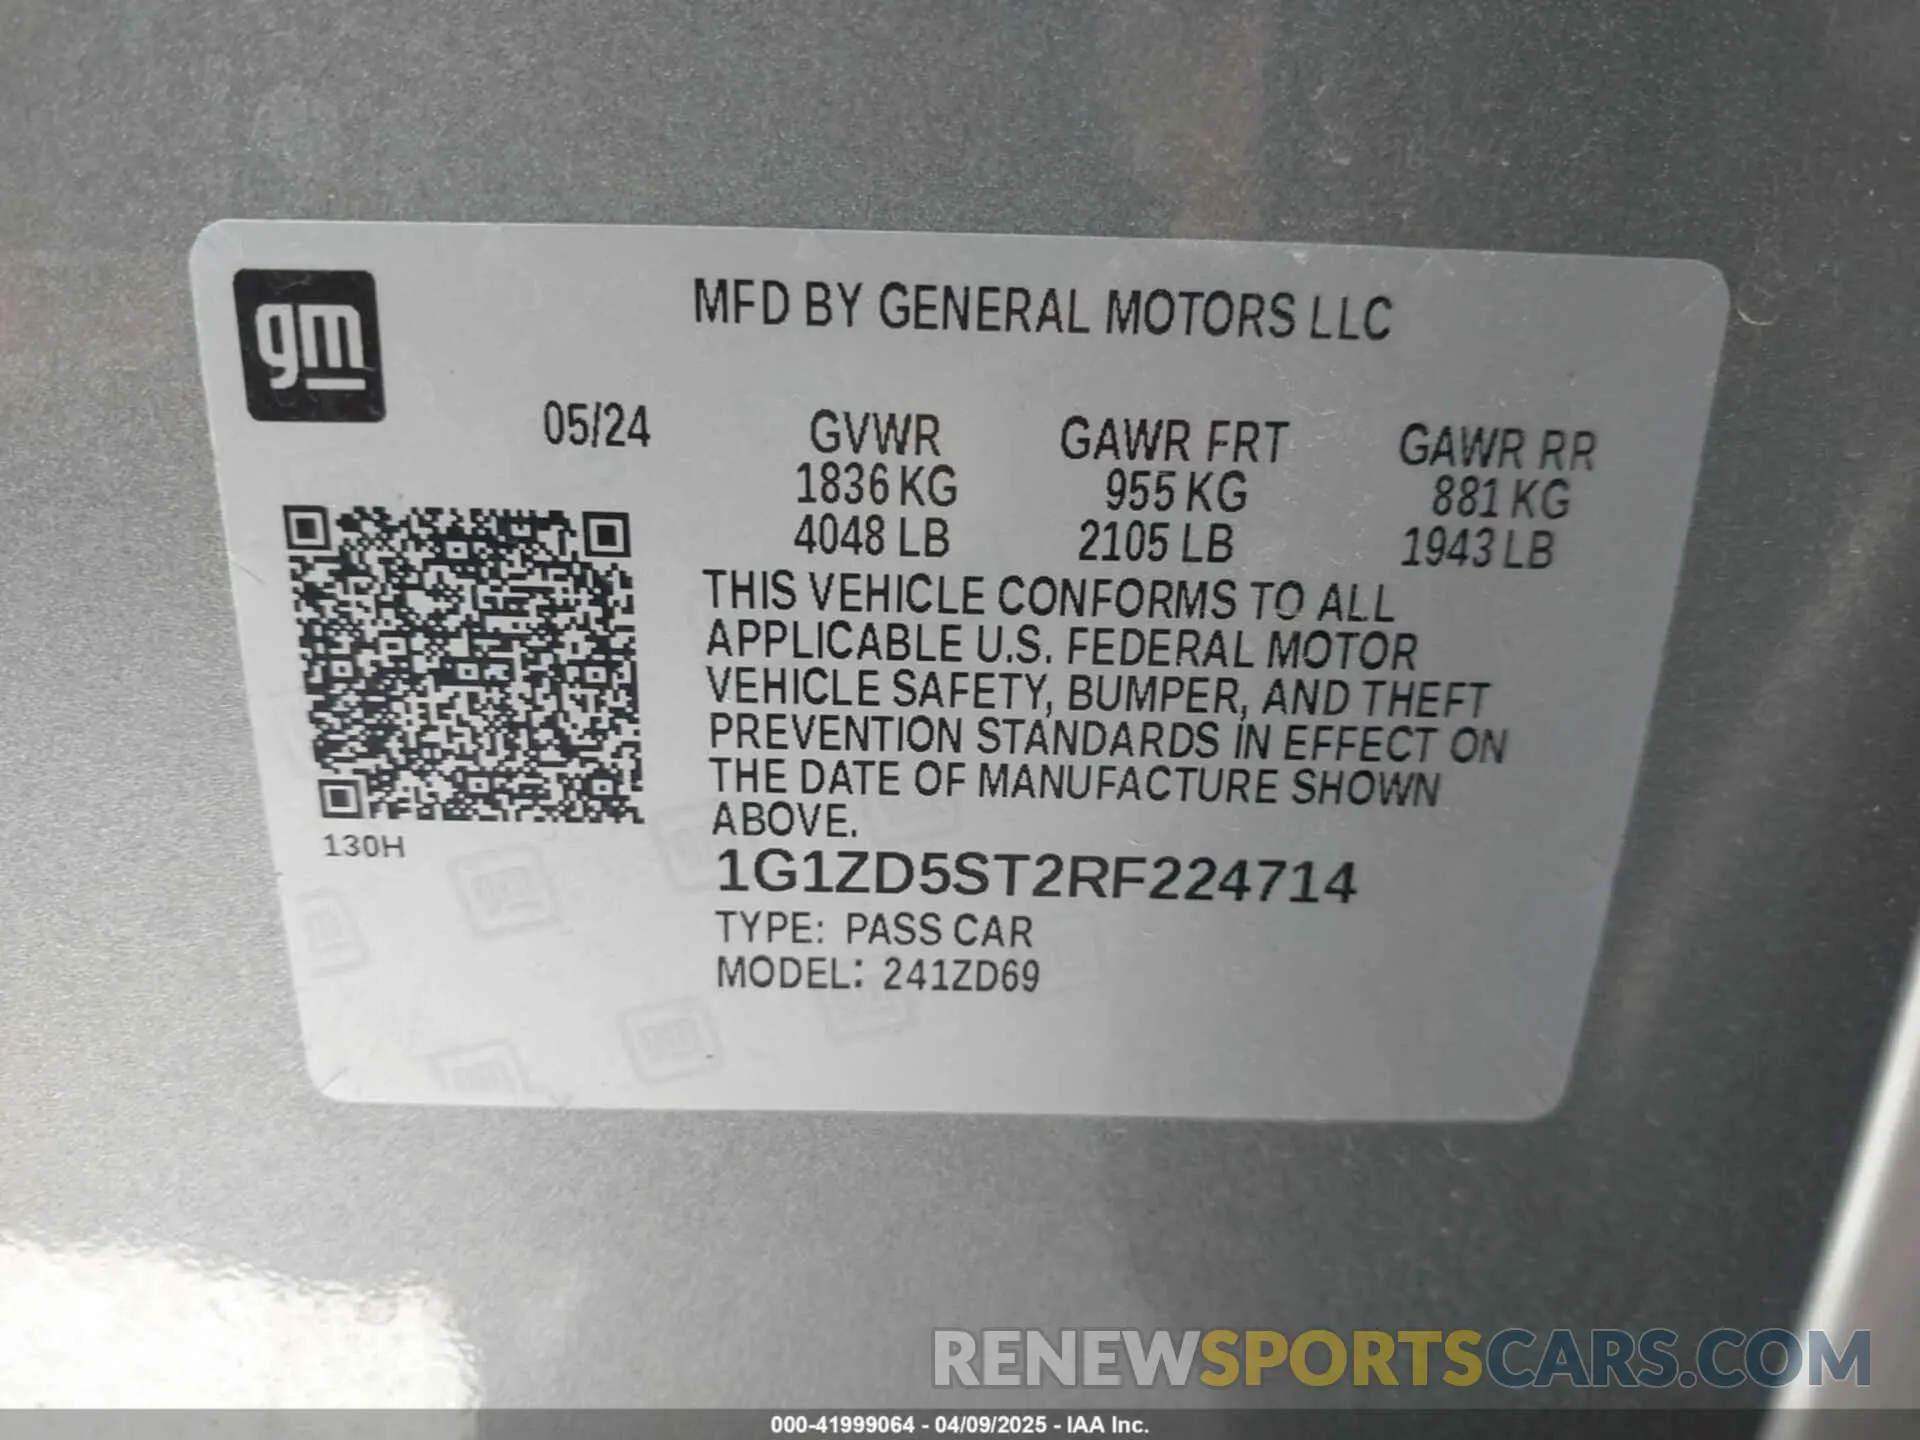 gm
MFD BY GENERAL MOTORS LLC
05/24 GVWR GAWR FRT GAWR RR
1836 KG 955 KG 881 KG
4048 LB 2105 LB 1943 LB
THIS VEHICLE CONFORMS TO ALL
APPLICABLE U.S. FEDERAL MOTOR
VEHICLE SAFETY, BUMPER, AND THEFT
PREVENTION STANDARDS IN EFFECT ON
THE DATE OF MANUFACTURE SHOWN
ABOVE.
130H
1G1ZD5ST2RF224714
TYPE: PASS CAR
MODEL: 241ZD69
RENEWSPORTSCARS.COM
000-41999064 - 04/09/2025 - IAA Inc.